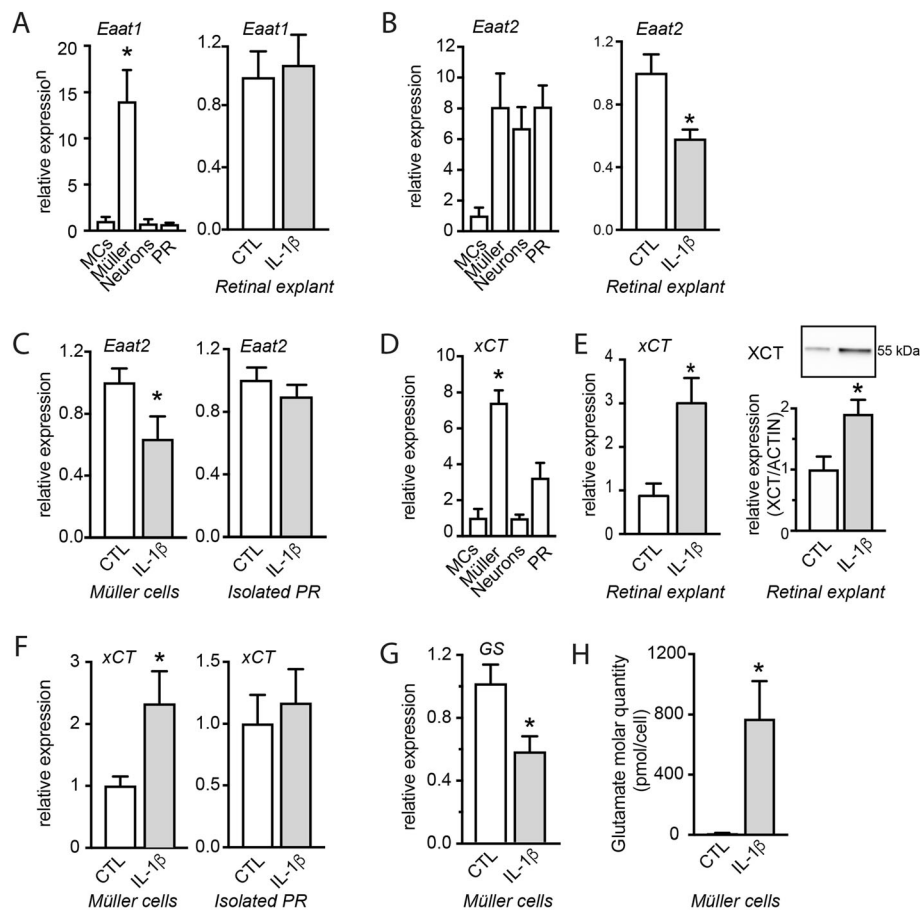 A
Eaat1
relative expression
20
15
10
5
0
MCs
Müller
Neurons
PR
*
Eaat1
1.2
0.8
0.4
0.0
CTL
IL-1β
Retinal explant
B
Eaat2
relative expression
12
10
8
6
4
2
0
MCs
Müller
Neurons
PR
Eaat2
1.2
0.8
0.4
0.0
*
CTL
IL-1β
Retinal explant
C
Eaat2
relative expression
1.2
0.8
0.4
0.0
*
CTL
IL-1β
Müller cells
Eaat2
1.2
0.8
0.4
0.0
CTL
IL-1β
Isolated PR
D
xCT
relative expression
10
8
6
4
2
0
*
MCs
Müller
Neurons
PR
E
xCT
relative expression
4
3
2
1
0
*
CTL
IL-1β
Retinal explant
XCT
55 kDa
relative expression
(XCT/ACTIN)
2
1
0
*
CTL
IL-1β
Retinal explant
F
xCT
relative expression
3
2
1
0
*
CTL
IL-1β
Müller cells
xCT
1.5
1.0
0.5
0.0
CTL
IL-1β
Isolated PR
G
GS
relative expression
1.2
0.9
0.6
0.3
0
*
CTL
IL-1β
Müller cells
H
Glutamate molar quantity
(pmol/cell)
1200
800
400
0
*
CTL
IL-1β
Müller cells